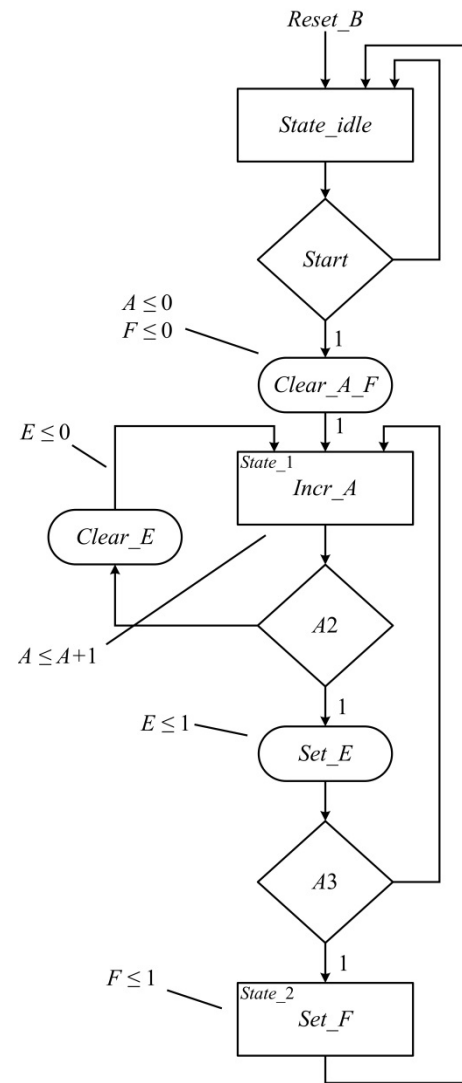 Reset_B
State_idle
Start
A ≤ 0
F ≤ 0
1
Clear_A_F
1
E ≤ 0
State_1
Incr_A
Clear_E
A2
A ≤ A+1
1
E ≤ 1
Set_E
A3
1
F ≤ 1
State_2
Set_F